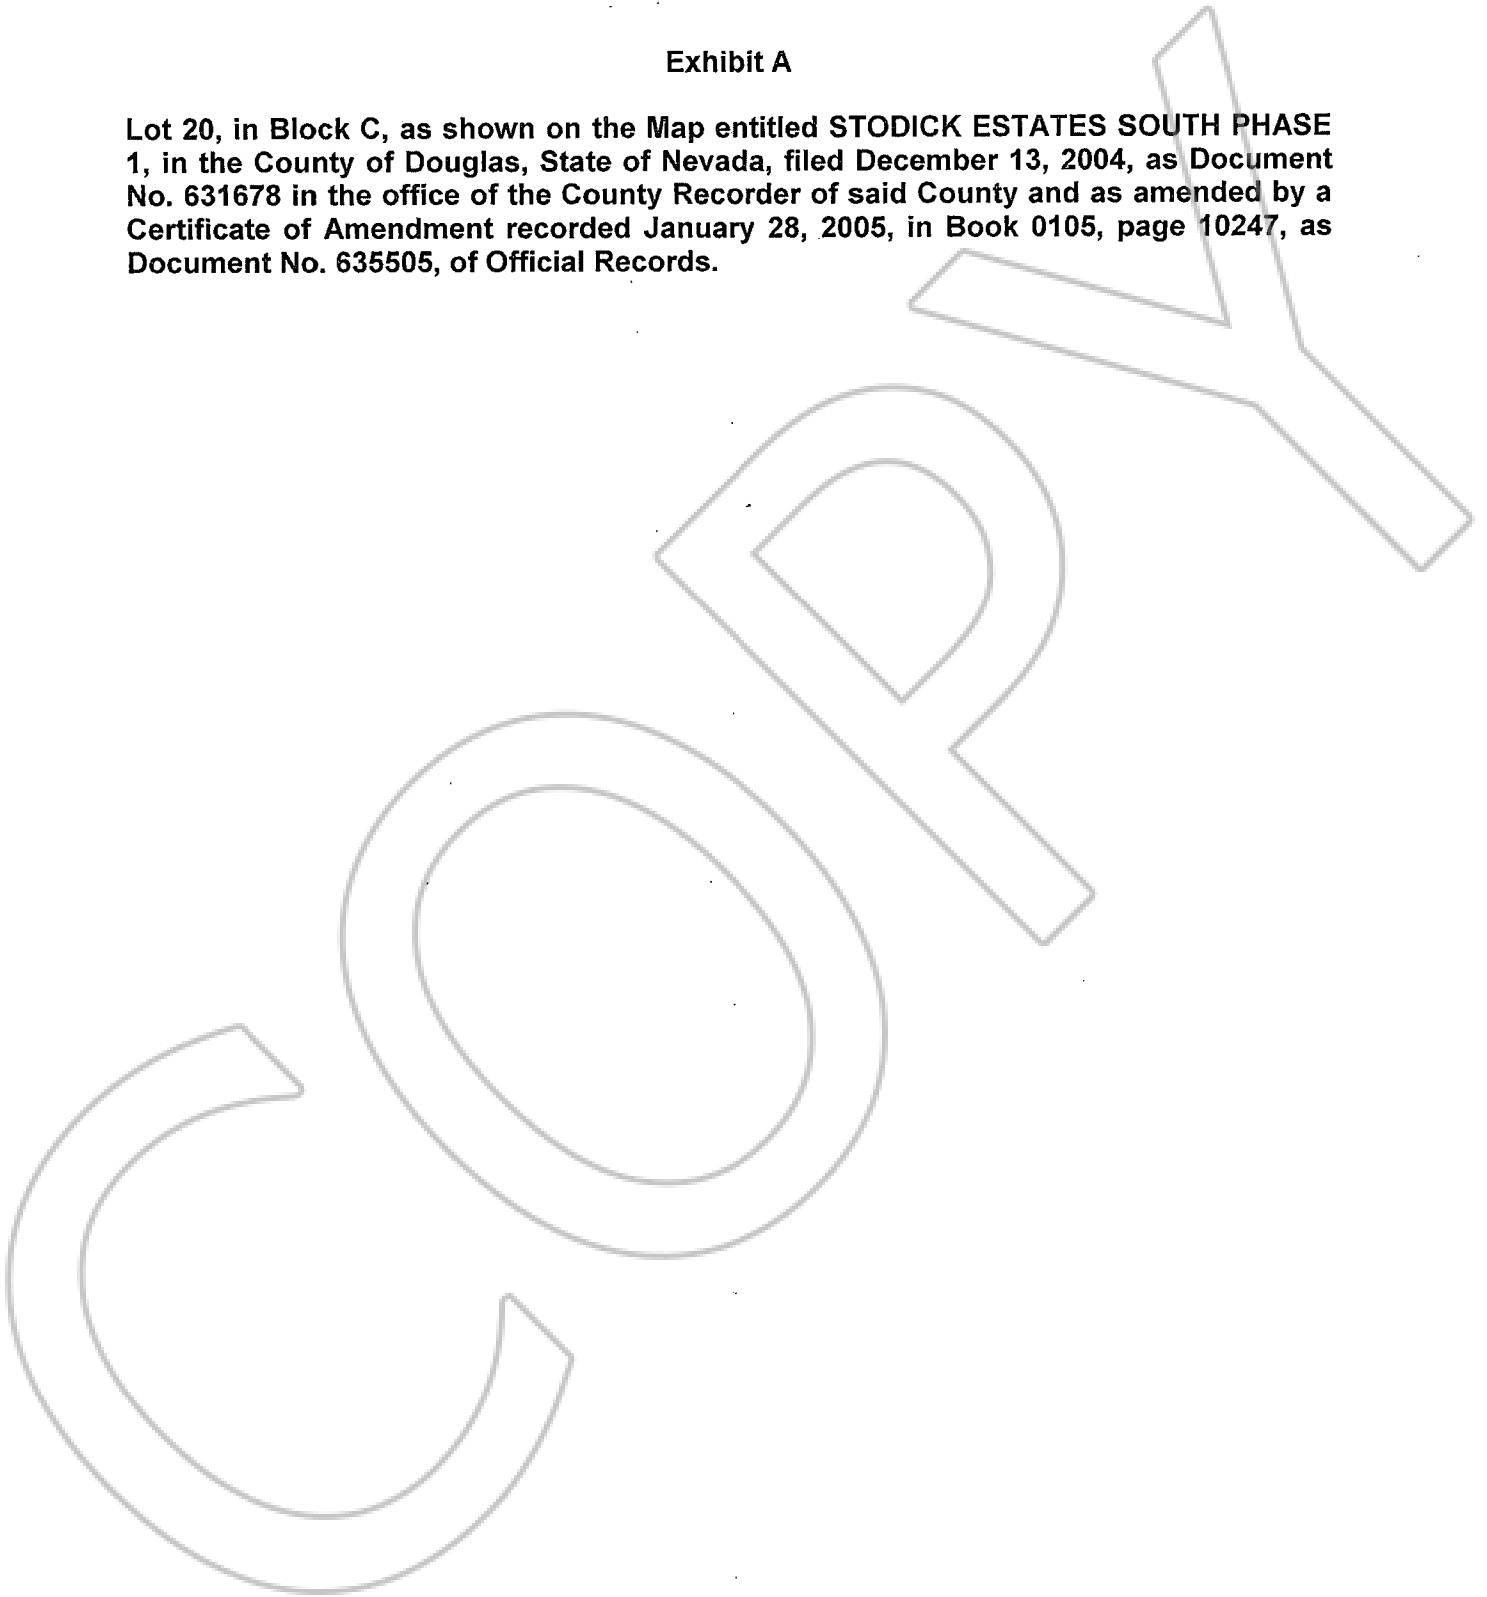 Exhibit A
Lot 20, in Block C, as shown on the Map entitled STODICK ESTATES SOUTH PHASE
1, in the County of Douglas, State of Nevada, filed December 13, 2004, as Document
No. 631678 in the office of the County Recorder of said County and as amended by a
Certificate of Amendment recorded January 28, 2005, in Book 0105, page 10247, as
Document No. 635505, of Official Records.
COPY